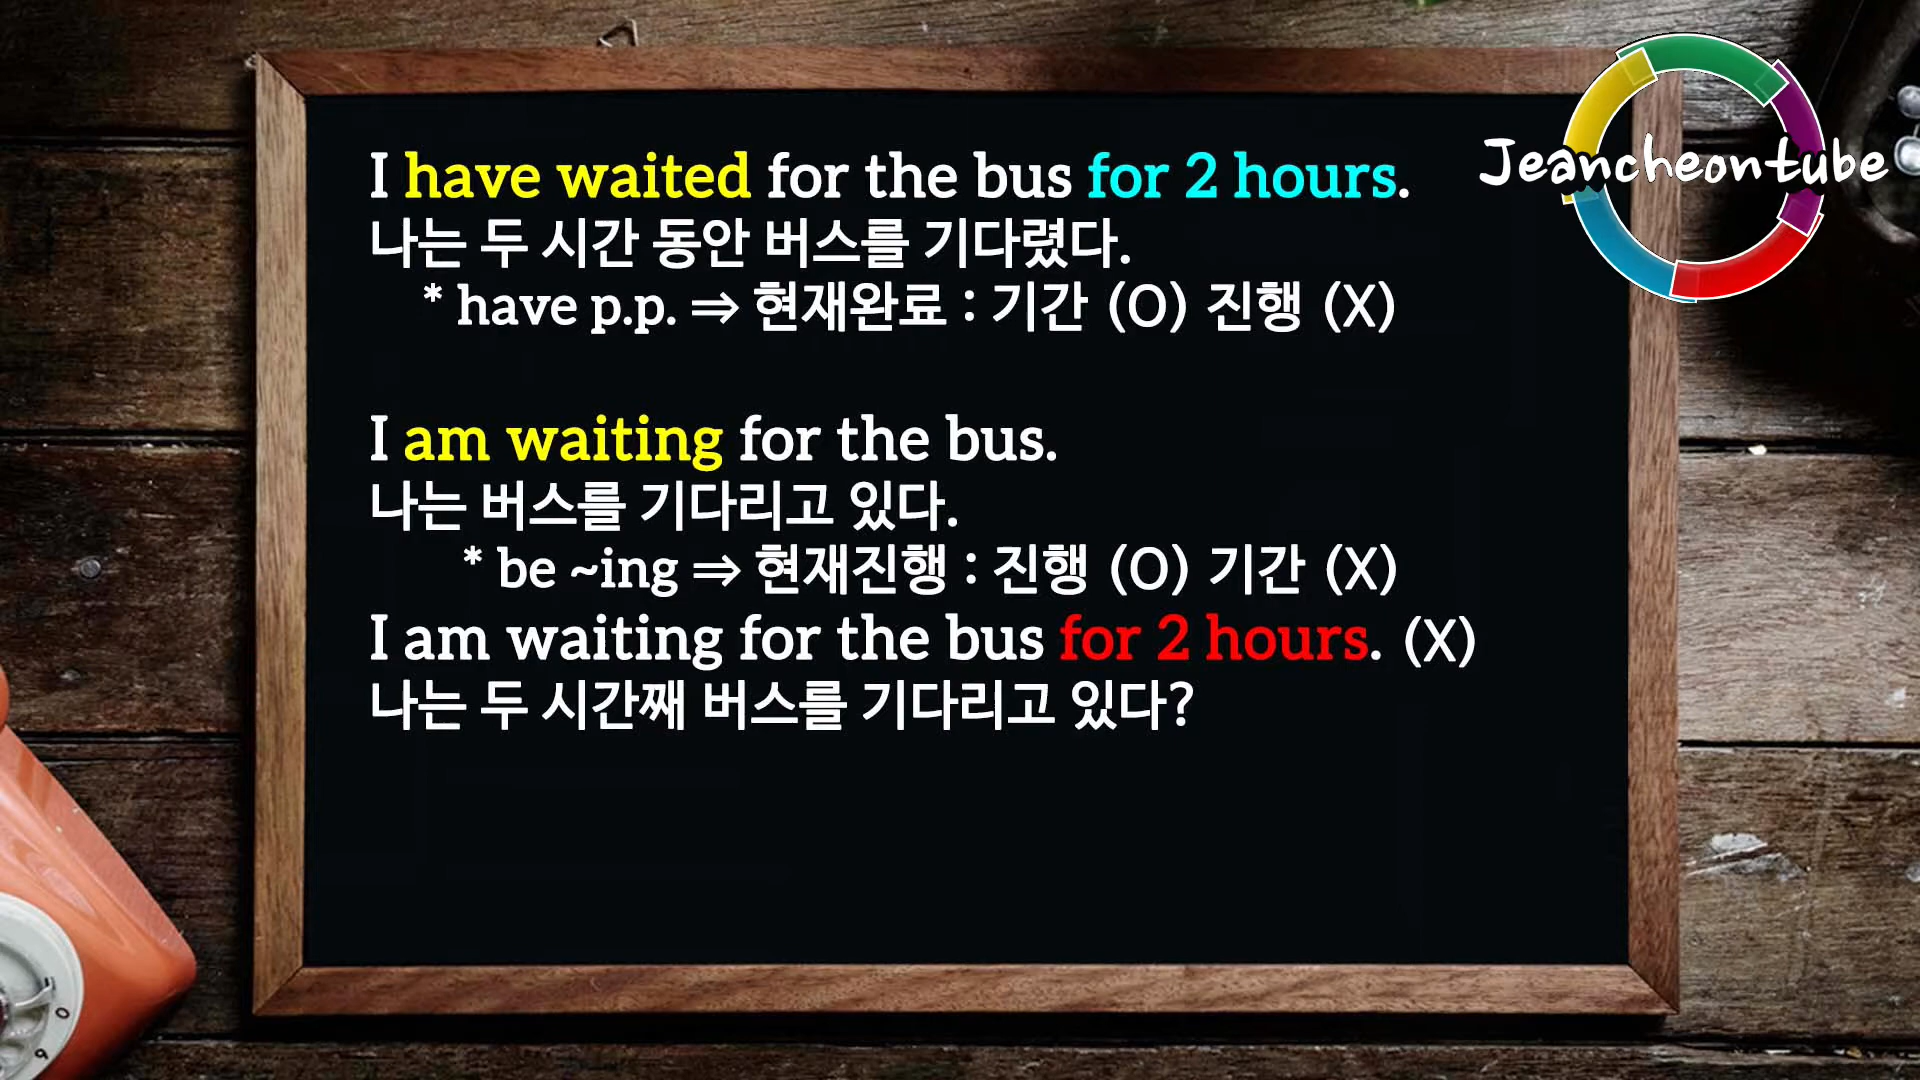 Jeancheontube
I have waited for the bus for 2 hours.
나는 두 시간 동안 버스를 기다렸다.
* have p.p. ⇒ 현재완료 : 기간 (O) 진행 (X)
I am waiting for the bus.
나는 버스를 기다리고 있다.
* be ~ing ⇒ 현재진행 : 진행 (O) 기간 (X)
I am waiting for the bus for 2 hours. (X)
나는 두 시간째 버스를 기다리고 있다?
0
9